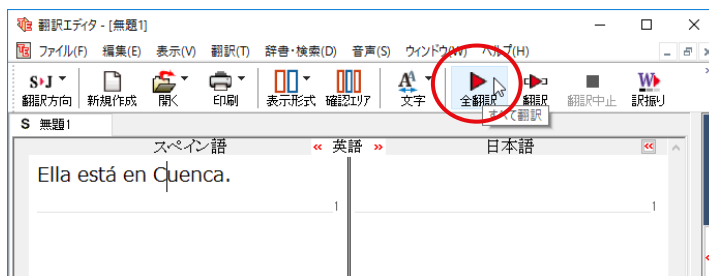 翻訳エディタ - [無題1]
ファイル(F) 編集(E) 表示(V) 翻訳(T) 辞書・検索(D) 音声(S) ウインドウ(W) ヘルプ(H)
S▸J
翻訳方向 新規作成 開く 印刷 表示形式 確認エリア 文字 全翻訳 翻訳 翻訳中止 訳振り
すべて翻訳
S 無題1
スペイン語 « 英語 » 日本語 «
Ella está en Cuenca.
1 1